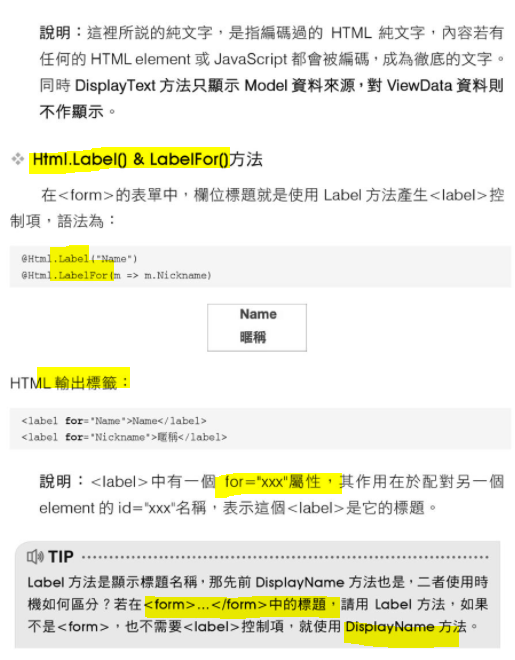 說明：這裡所説的純文字，是指編碼過的 HTML 純文字，內容若有
任何的 HTML element 或 JavaScript 都會被編碼，成為徹底的文字。
同時 DisplayText 方法只顯示 Model 資料來源，對 ViewData 資料則
不作顯示。
❖ Html.Label() & LabelFor()方法
在<form>的表單中，欄位標題就是使用 Label 方法產生<label>控
制項，語法為：
@Html.Label("Name")
@Html.LabelFor(m => m.Nickname)
Name
暱稱
HTML 輸出標籤：
<label for="Name">Name</label>
<label for="Nickname">暱稱</label>
說明：<label>中有一個 for="xxx"屬性，其作用在於配對另一個
element 的 id="xxx"名稱，表示這個<label>是它的標題。
TIP
Label 方法是顯示標題名稱，那先前 DisplayName 方法也是，二者使用時
機如何區分？若在<form>...</form>中的標題，請用 Label 方法，如果
不是<form>，也不需要<label>控制項，就使用 DisplayName 方法。